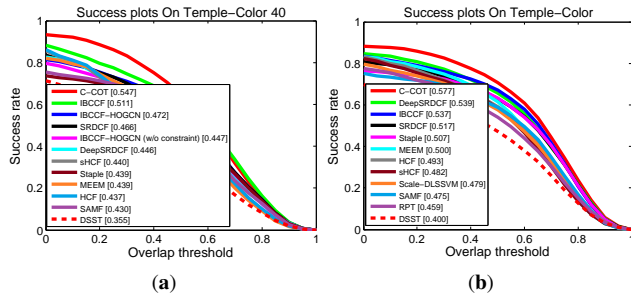 Success plots On Temple-Color 40
Success rate
1
0.8
0.6
0.4
0.2
0
C-COT [0.547]
IBCCF [0.511]
IBCCF-HOGCN [0.472]
SRDCF [0.466]
IBCCF-HOGCN (w/o constraint) [0.447]
DeepSRDCF [0.446]
sHCF [0.440]
Staple [0.439]
MEEM [0.439]
HCF [0.437]
SAMF [0.430]
DSST [0.355]
0 0.2 0.4 0.6 0.8 1
Overlap threshold
(a)
Success plots On Temple-Color
Success rate
1
0.8
0.6
0.4
0.2
0
C-COT [0.577]
DeepSRDCF [0.539]
IBCCF [0.537]
SRDCF [0.517]
Staple [0.507]
MEEM [0.500]
HCF [0.493]
sHCF [0.482]
Scale-DLSSVM [0.479]
SAMF [0.475]
RPT [0.459]
DSST [0.400]
0 0.2 0.4 0.6 0.8 1
Overlap threshold
(b)